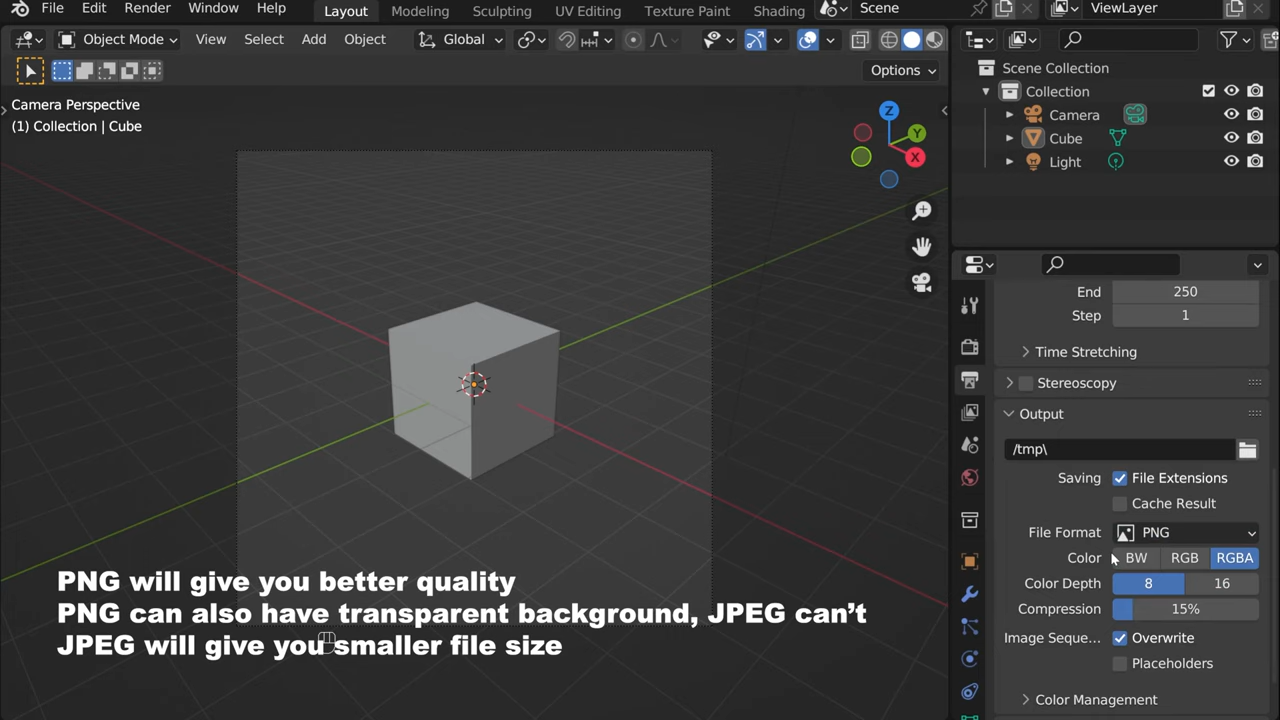 File Edit Render Window Help Layout Modeling Sculpting UV Editing Texture Paint Shading Scene ViewLayer
Object Mode View Select Add Object Global
Options
Camera Perspective
(1) Collection | Cube
Z
Y
X
Scene Collection
Collection
Camera
Cube
Light
End 250
Step 1
Time Stretching
Stereoscopy
Output
/tmp\
Saving File Extensions
Cache Result
File Format PNG
Color BW RGB RGBA
Color Depth 8 16
Compression 15%
Image Seque... Overwrite
Placeholders
Color Management
PNG will give you better quality
PNG can also have transparent background, JPEG can't
JPEG will give you smaller file size